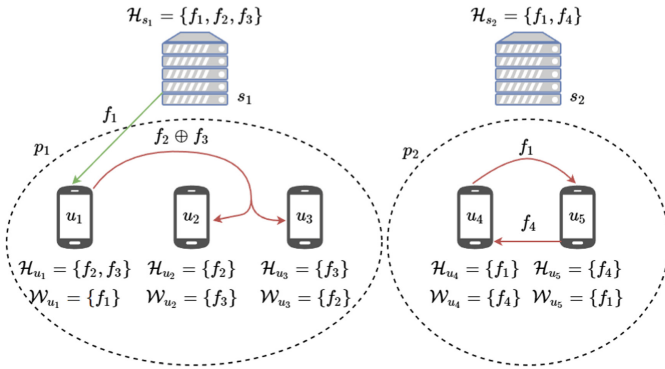 𝓗_{s_1} = {f_1, f_2, f_3}
𝓗_{s_2} = {f_1, f_4}
s_1
s_2
f_1
p_1
f_2 ⊕ f_3
p_2
f_1
u_1
u_2
u_3
u_4
f_4
u_5
𝓗_{u_1} = {f_2, f_3}
𝓗_{u_2} = {f_2}
𝓗_{u_3} = {f_3}
𝓗_{u_4} = {f_1}
𝓗_{u_5} = {f_4}
𝓦_{u_1} = {f_1}
𝓦_{u_2} = {f_3}
𝓦_{u_3} = {f_2}
𝓦_{u_4} = {f_4}
𝓦_{u_5} = {f_1}